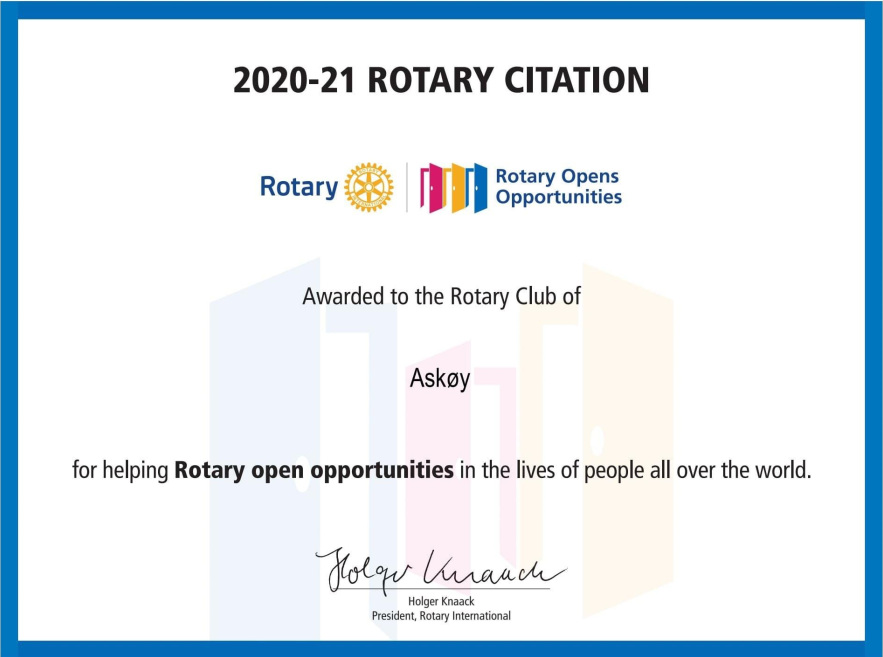 2020-21 ROTARY CITATION
Rotary
Rotary Opens
Opportunities
Awarded to the Rotary Club of
Askøy
for helping Rotary open opportunities in the lives of people all over the world.
Holger Knaack
Holger Knaack
President, Rotary International